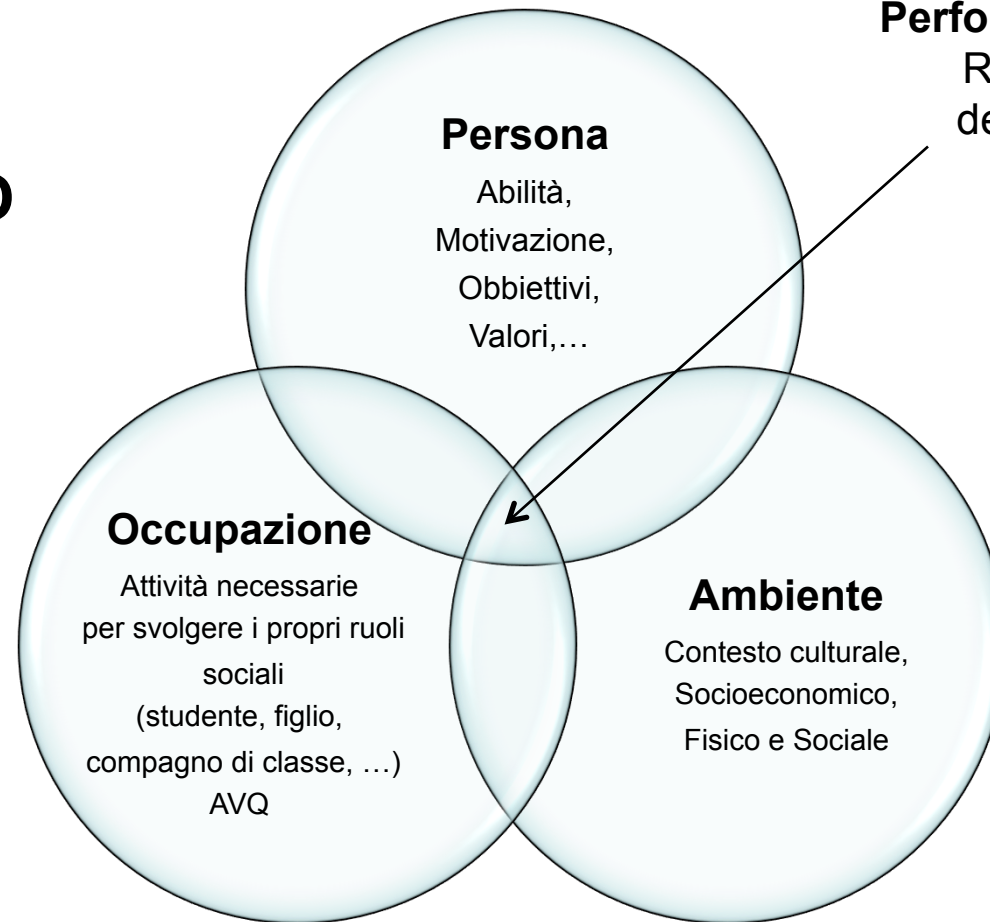 Persona
Abilità,
Motivazione,
Obbiettivi,
Valori,…
Occupazione
Attività necessarie
per svolgere i propri ruoli
sociali
(studente, figlio,
compagno di classe, …)
AVQ
Ambiente
Contesto culturale,
Socioeconomico,
Fisico e Sociale